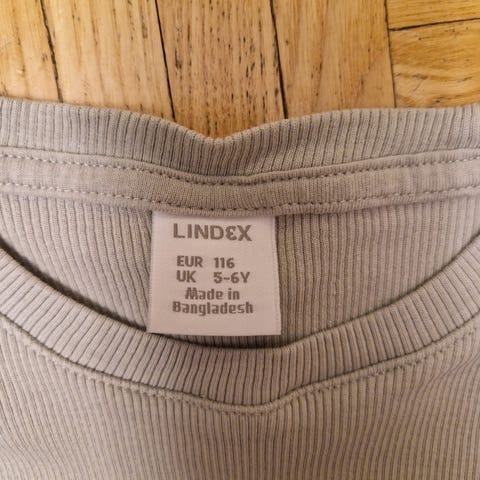 LINDEX
EUR 116
UK 5-6Y
Made in
Bangladesh